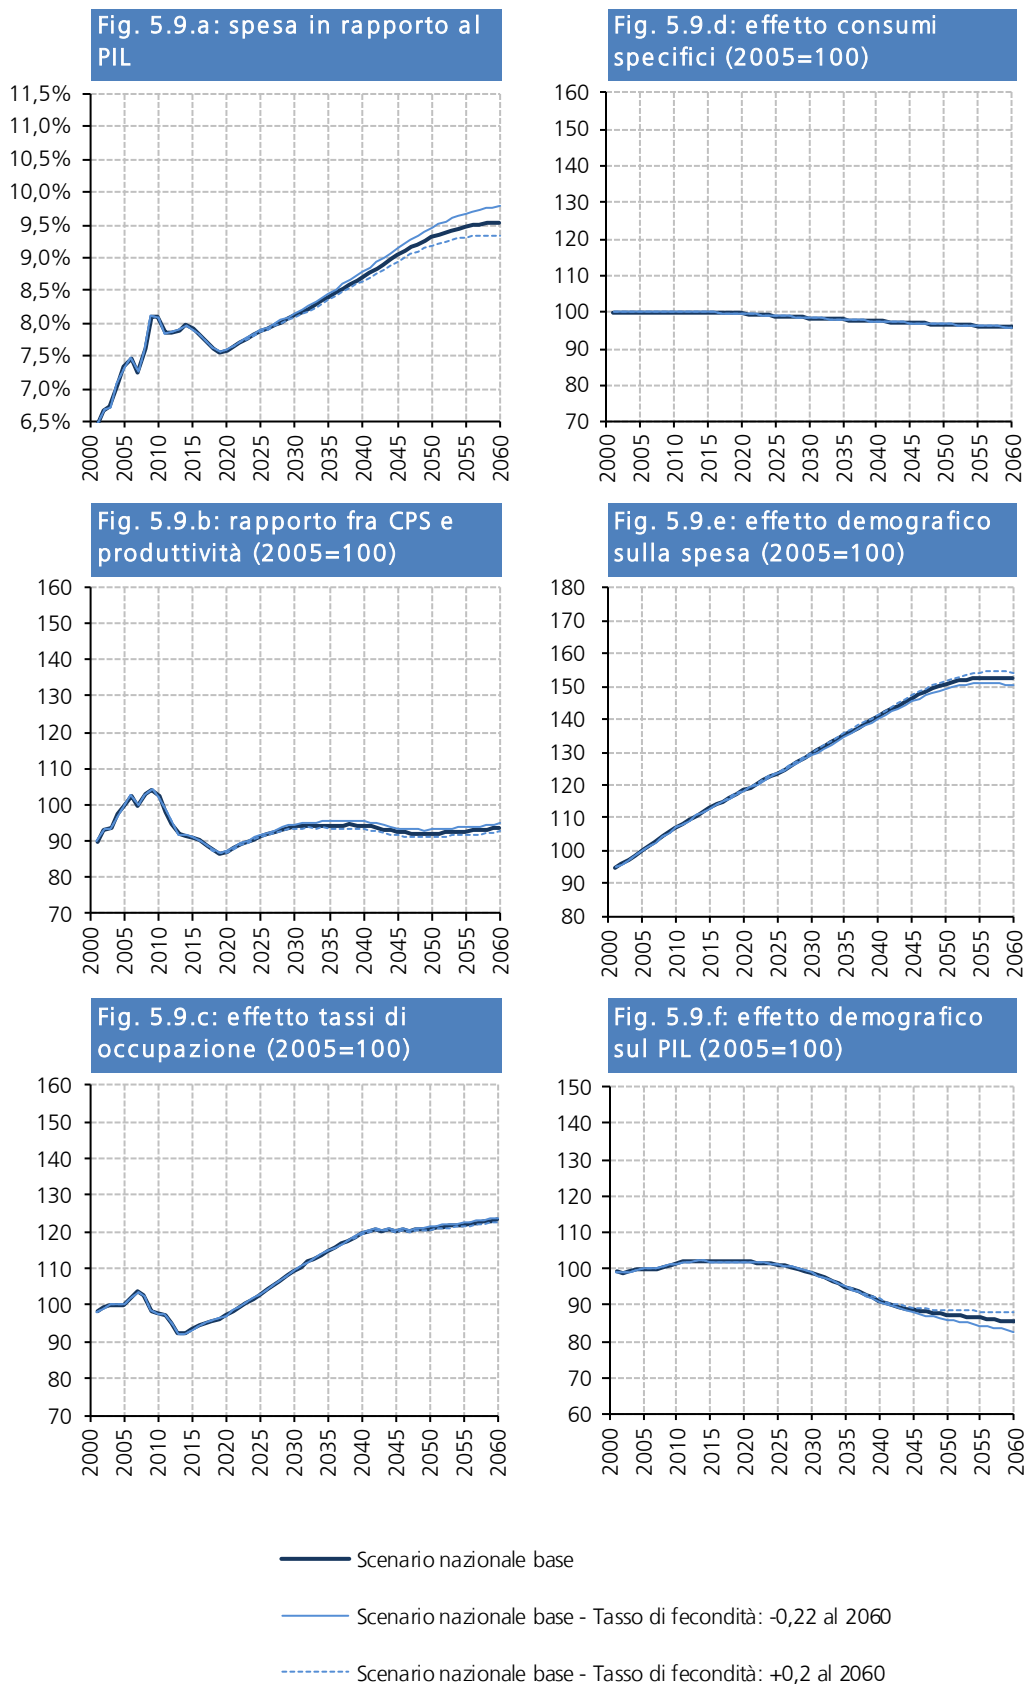 Fig. 5.9.a: spesa in rapporto al
PIL
11,5%
11,0%
10,5%
10,0%
9,5%
9,0%
8,5%
8,0%
7,5%
7,0%
6,5%
2000 2005 2010 2015 2020 2025 2030 2035 2040 2045 2050 2055 2060
Fig. 5.9.d: effetto consumi
specifici (2005=100)
160
150
140
130
120
110
100
90
80
70
2000 2005 2010 2015 2020 2025 2030 2035 2040 2045 2050 2055 2060
Fig. 5.9.b: rapporto fra CPS e
produttività (2005=100)
160
150
140
130
120
110
100
90
80
70
2000 2005 2010 2015 2020 2025 2030 2035 2040 2045 2050 2055 2060
Fig. 5.9.e: effetto demografico
sulla spesa (2005=100)
180
170
160
150
140
130
120
110
100
90
80
2000 2005 2010 2015 2020 2025 2030 2035 2040 2045 2050 2055 2060
Fig. 5.9.c: effetto tassi di
occupazione (2005=100)
160
150
140
130
120
110
100
90
80
70
2000 2005 2010 2015 2020 2025 2030 2035 2040 2045 2050 2055 2060
Fig. 5.9.f: effetto demografico
sul PIL (2005=100)
150
140
130
120
110
100
90
80
70
60
2000 2005 2010 2015 2020 2025 2030 2035 2040 2045 2050 2055 2060
Scenario nazionale base
Scenario nazionale base - Tasso di fecondità: -0,22 al 2060
Scenario nazionale base - Tasso di fecondità: +0,2 al 2060